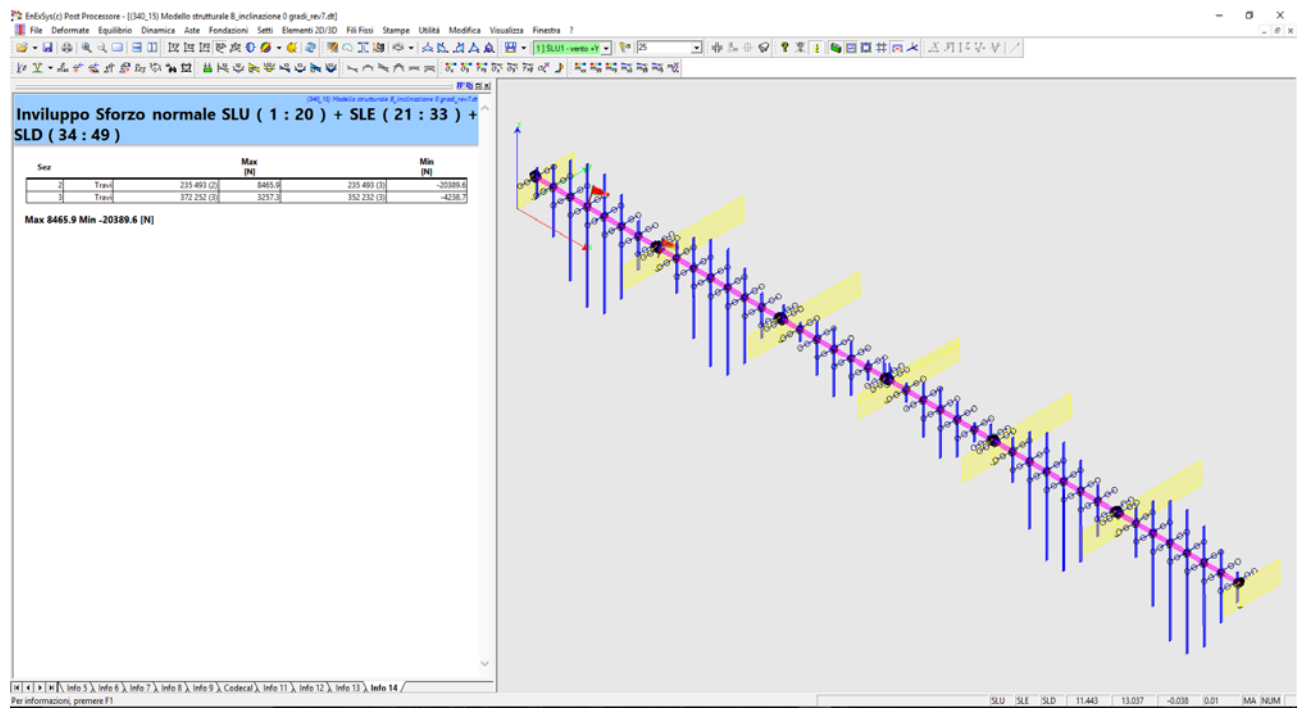 EnExSys(c) Post Processore - [(340_15) Modello strutturale B_inclinazione 0 gradi_rev7.dt]
File Deformate Equilibrio Dinamica Aste Fondazioni Setti Elementi 2D/3D Fili Fissi Stampe Utilità Modifica Visualizza Finestra ?
1] SLU1 - vento +Y 25
(340_15) Modello strutturale B_inclinazione 0 gradi_rev7.dt
Inviluppo Sforzo normale SLU ( 1 : 20 ) + SLE ( 21 : 33 ) +
SLD ( 34 : 49 )
Sez Max [N] Min [N]
2 Travi 235 493 (2) 8465.9 235 493 (3) -20389.6
3 Travi 372 252 (3) 3257.3 352 232 (3) -4238.7
Max 8465.9 Min -20389.6 [N]
Info 5 Info 6 Info 7 Info 8 Info 9 Codecal Info 11 Info 12 Info 13 Info 14
Per informazioni, premere F1 SLU SLE SLD 11.443 13.037 -0.038 0.01 MA NUM